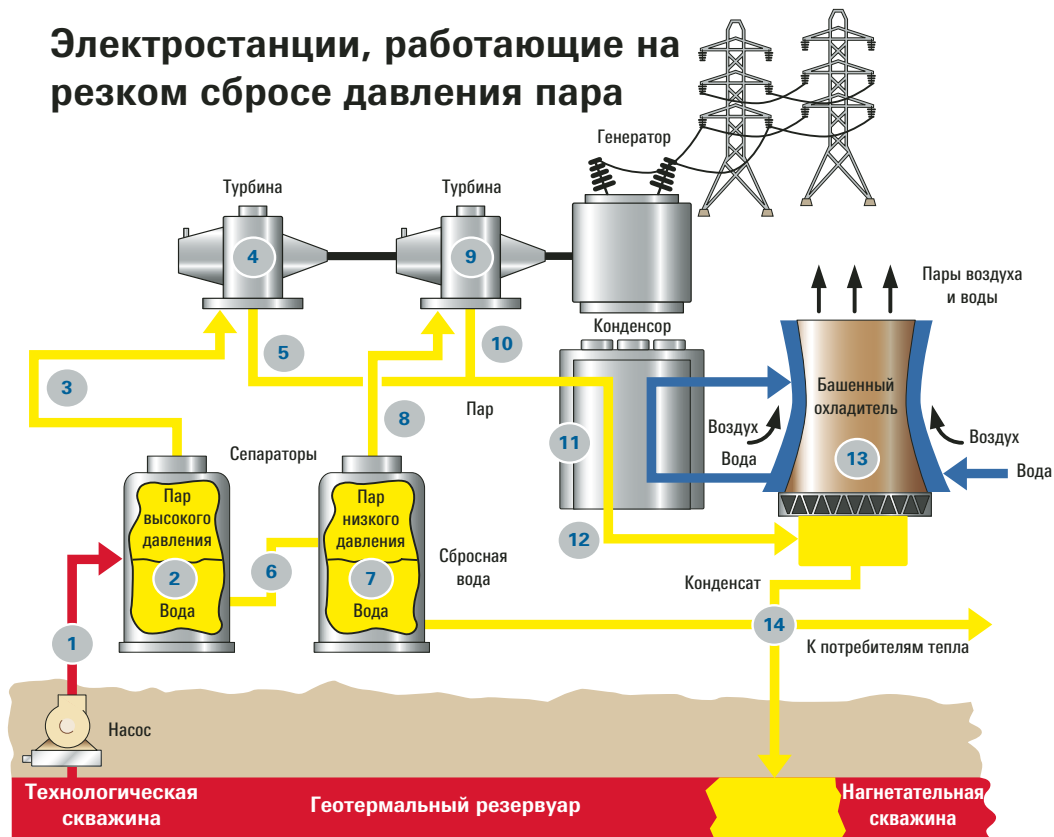 Электростанции, работающие на
резком сбросе давления пара
Генератор
Турбина
Турбина
4
9
Пары воздуха
и воды
Конденсор
5
10
3
8
Пар
11
Башенный
охладитель
Воздух
Вода
13
Воздух
Вода
Сепараторы
Пар
высокого
давления
2
Вода
6
Пар
низкого
давления
7
Вода
Сбросная
вода
12
Конденсат
14
К потребителям тепла
1
Насос
Технологическая
скважина
Геотермальный резервуар
Нагнетательная
скважина